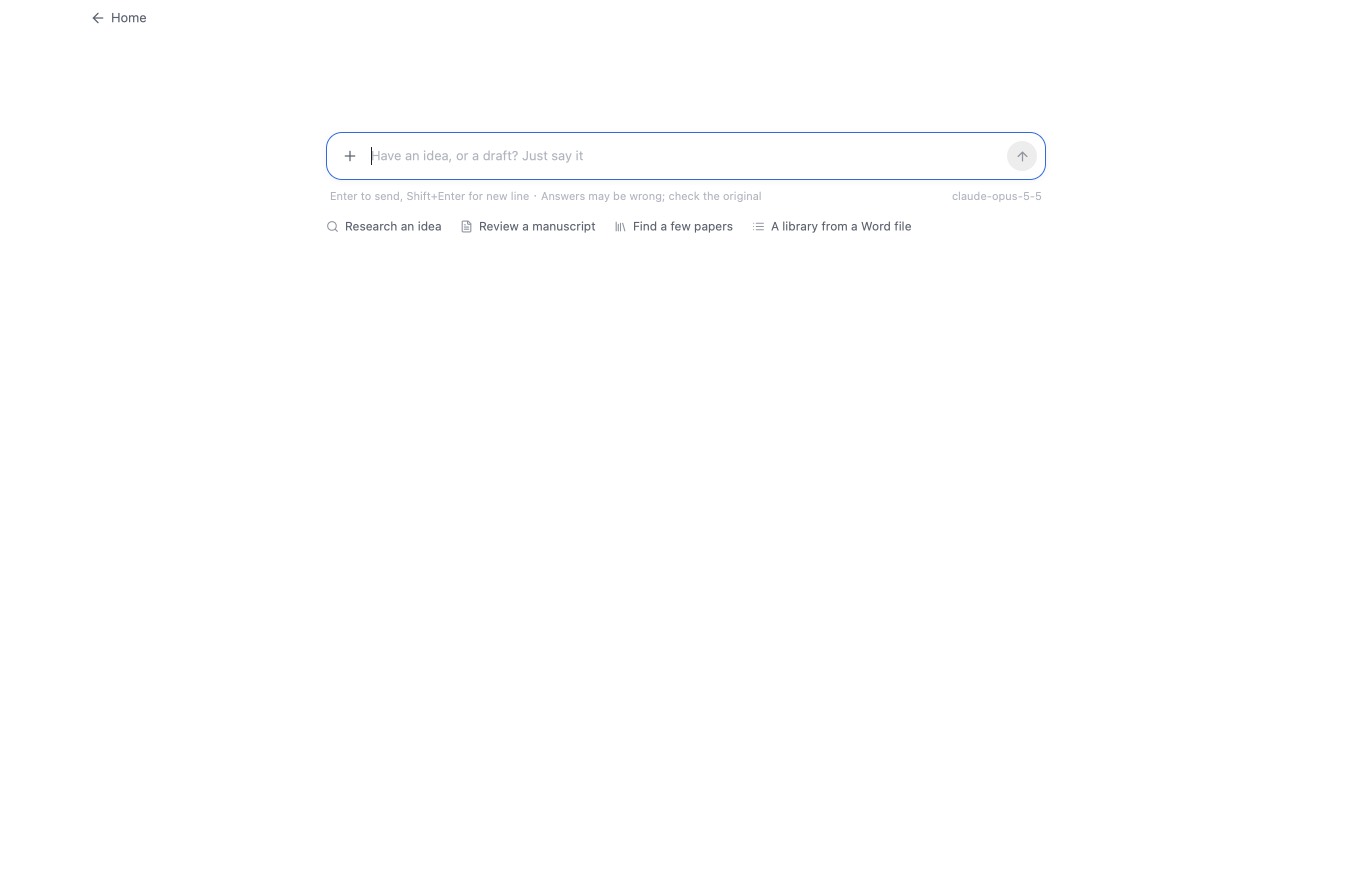 Home
Have an idea, or a draft? Just say it
Enter to send, Shift+Enter for new line · Answers may be wrong; check the original
claude-opus-5-5
Research an idea
Review a manuscript
Find a few papers
A library from a Word file